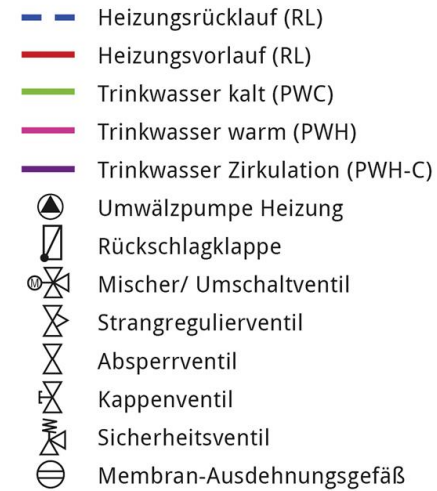 Heizungsrücklauf (RL)
Heizungsvorlauf (RL)
Trinkwasser kalt (PWC)
Trinkwasser warm (PWH)
Trinkwasser Zirkulation (PWH-C)
Umwälzpumpe Heizung
Rückschlagklappe
M Mischer/ Umschaltventil
Strangregulierventil
Absperrventil
Kappenventil
Sicherheitsventil
Membran-Ausdehnungsgefäß